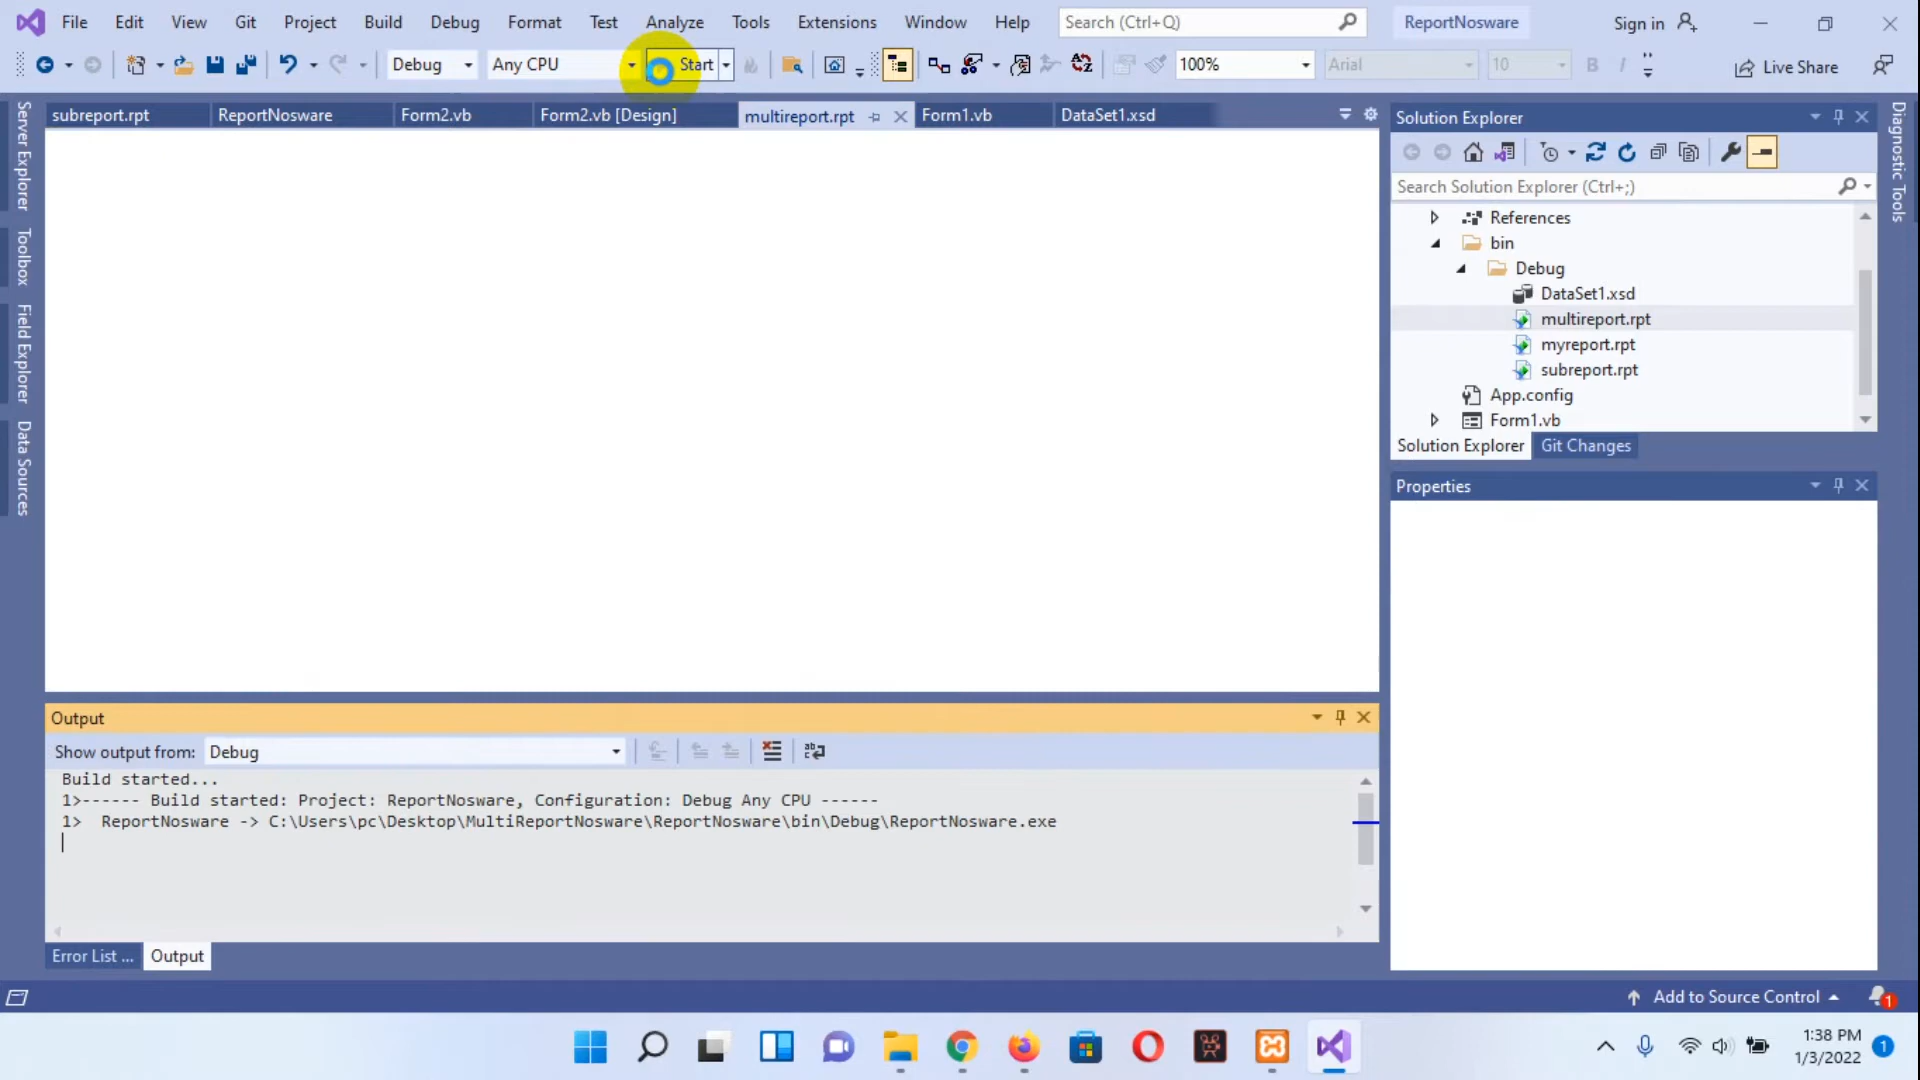 File Edit View Git Project Build Debug Format Test Analyze Tools Extensions Window Help Search (Ctrl+Q) ReportNosware Sign in
Debug Any CPU Start 100% Arial 10 B I Live Share
subreport.rpt ReportNosware Form2.vb Form2.vb [Design] multireport.rpt Form1.vb DataSet1.xsd
Server Explorer
Toolbox
Field Explorer
Data Sources
Solution Explorer
Search Solution Explorer (Ctrl+;)
References
bin
Debug
DataSet1.xsd
multireport.rpt
myreport.rpt
subreport.rpt
App.config
Form1.vb
Solution Explorer Git Changes
Properties
Diagnostic Tools
Output
Show output from: Debug
Build started...
1>------ Build started: Project: ReportNosware, Configuration: Debug Any CPU ------
1>  ReportNosware -> C:\Users\pc\Desktop\MultiReportNosware\ReportNosware\bin\Debug\ReportNosware.exe
Error List ... Output
Add to Source Control 1
1:38 PM
1/3/2022 1